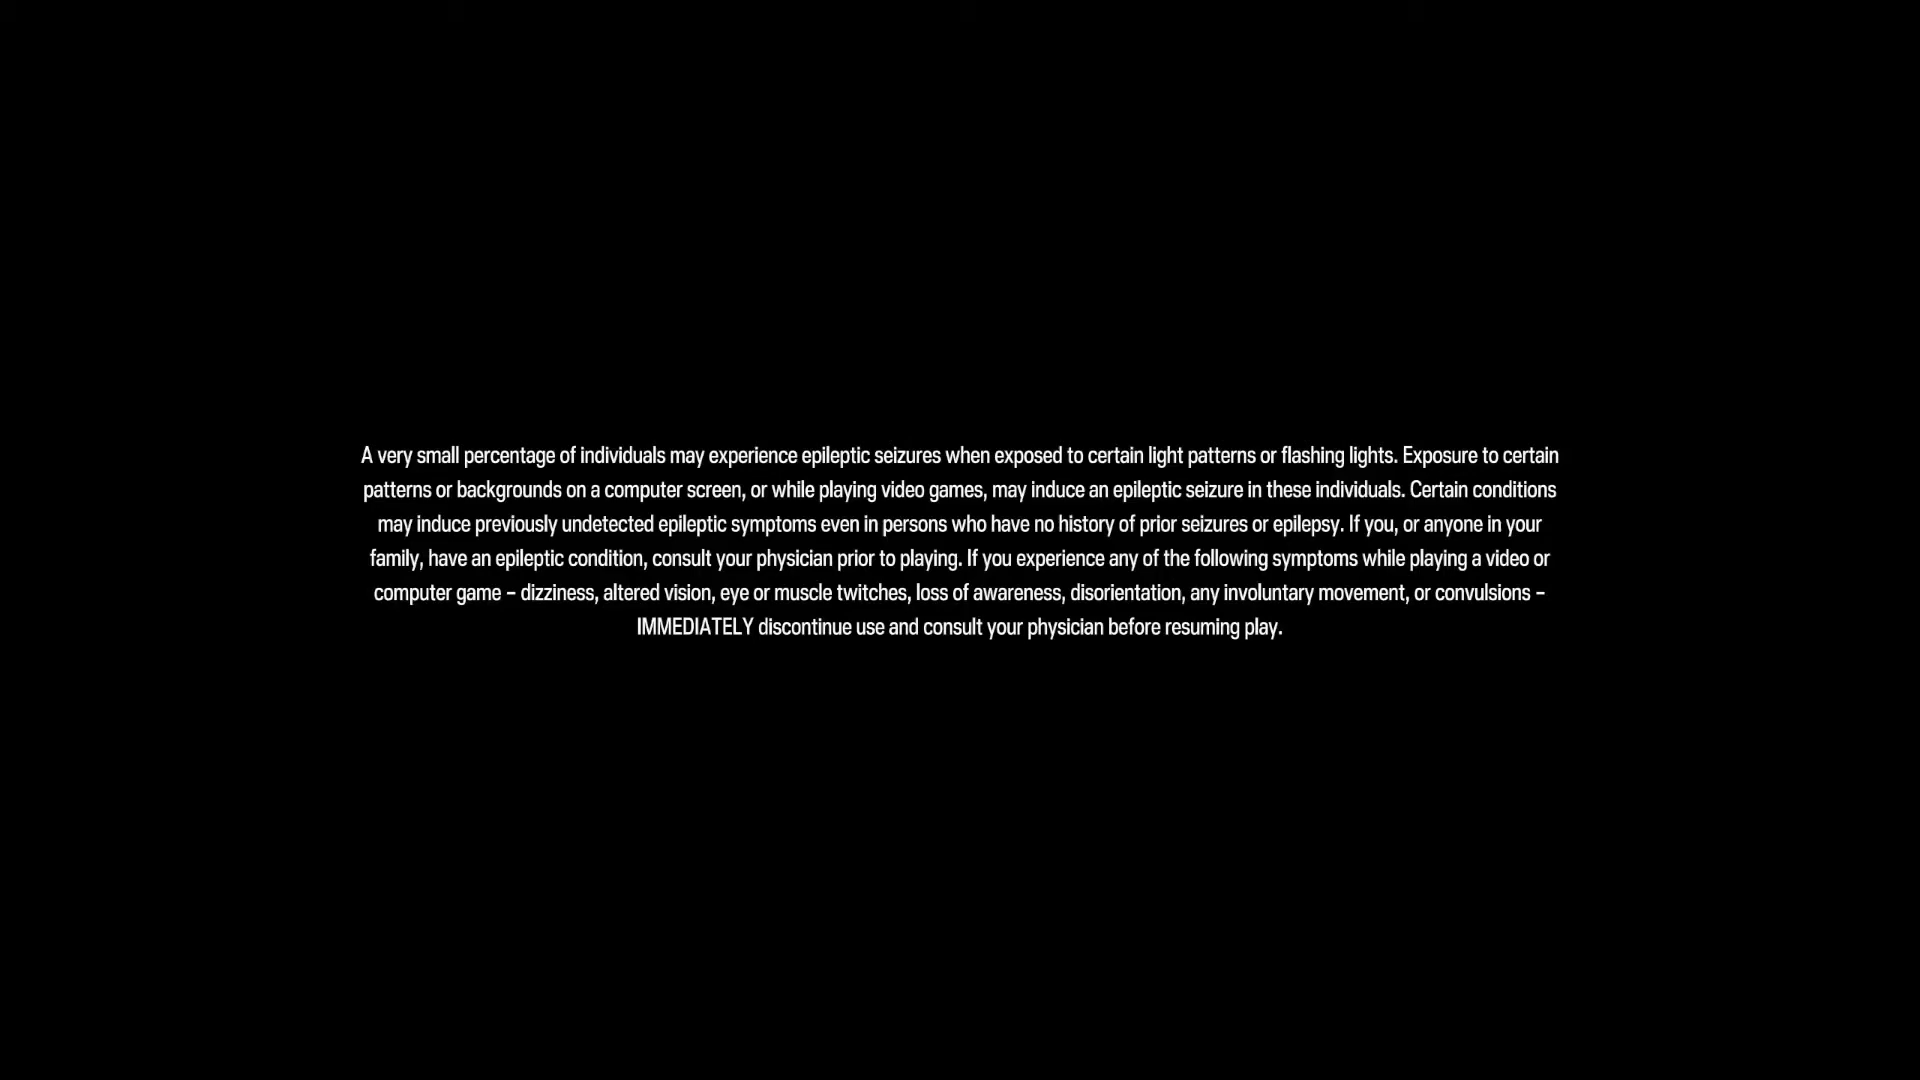 A very small percentage of individuals may experience epileptic seizures when exposed to certain light patterns or flashing lights. Exposure to certain
patterns or backgrounds on a computer screen, or while playing video games, may induce an epileptic seizure in these individuals. Certain conditions
may induce previously undetected epileptic symptoms even in persons who have no history of prior seizures or epilepsy. If you, or anyone in your
family, have an epileptic condition, consult your physician prior to playing. If you experience any of the following symptoms while playing a video or
computer game – dizziness, altered vision, eye or muscle twitches, loss of awareness, disorientation, any involuntary movement, or convulsions –
IMMEDIATELY discontinue use and consult your physician before resuming play.